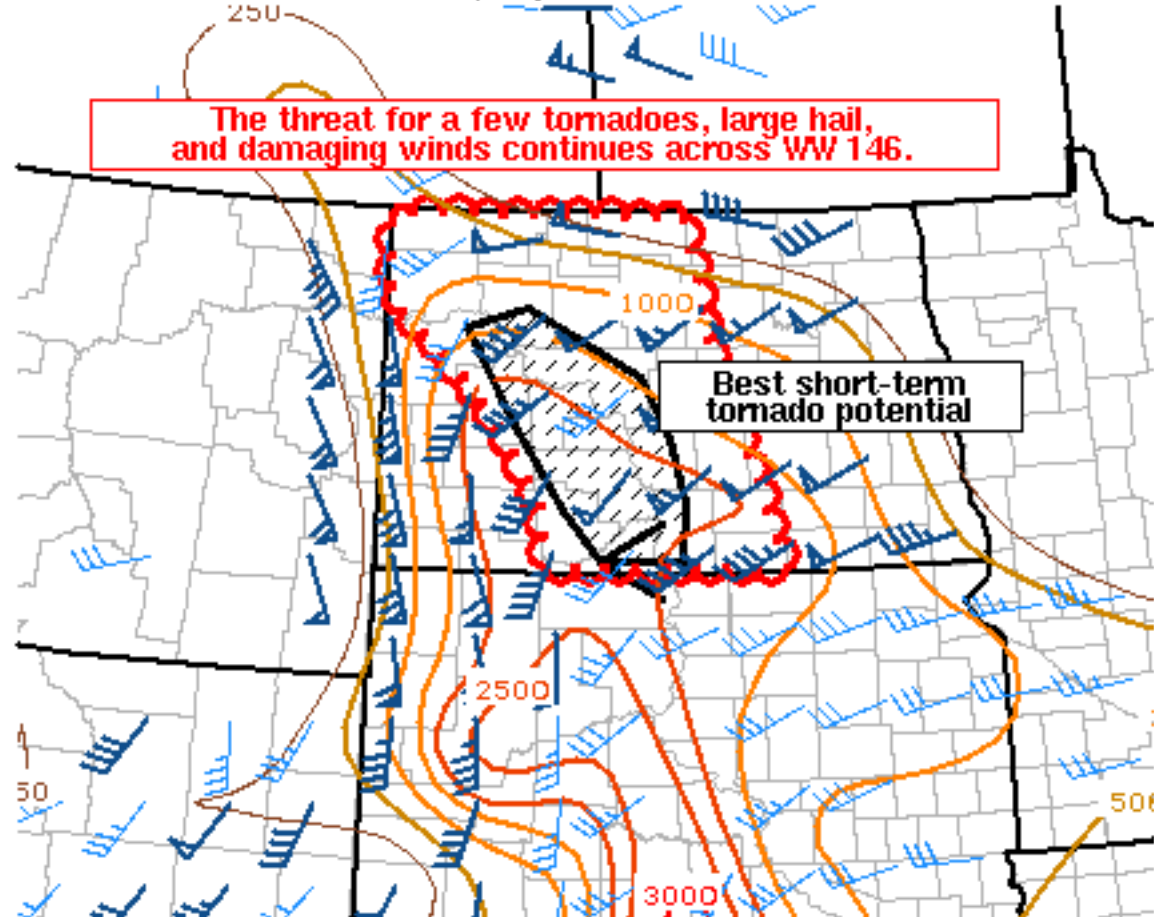 250
The threat for a few tornadoes, large hail,
and damaging winds continues across WW 146.
1000
Best short-term
tornado potential
2500
50
3000